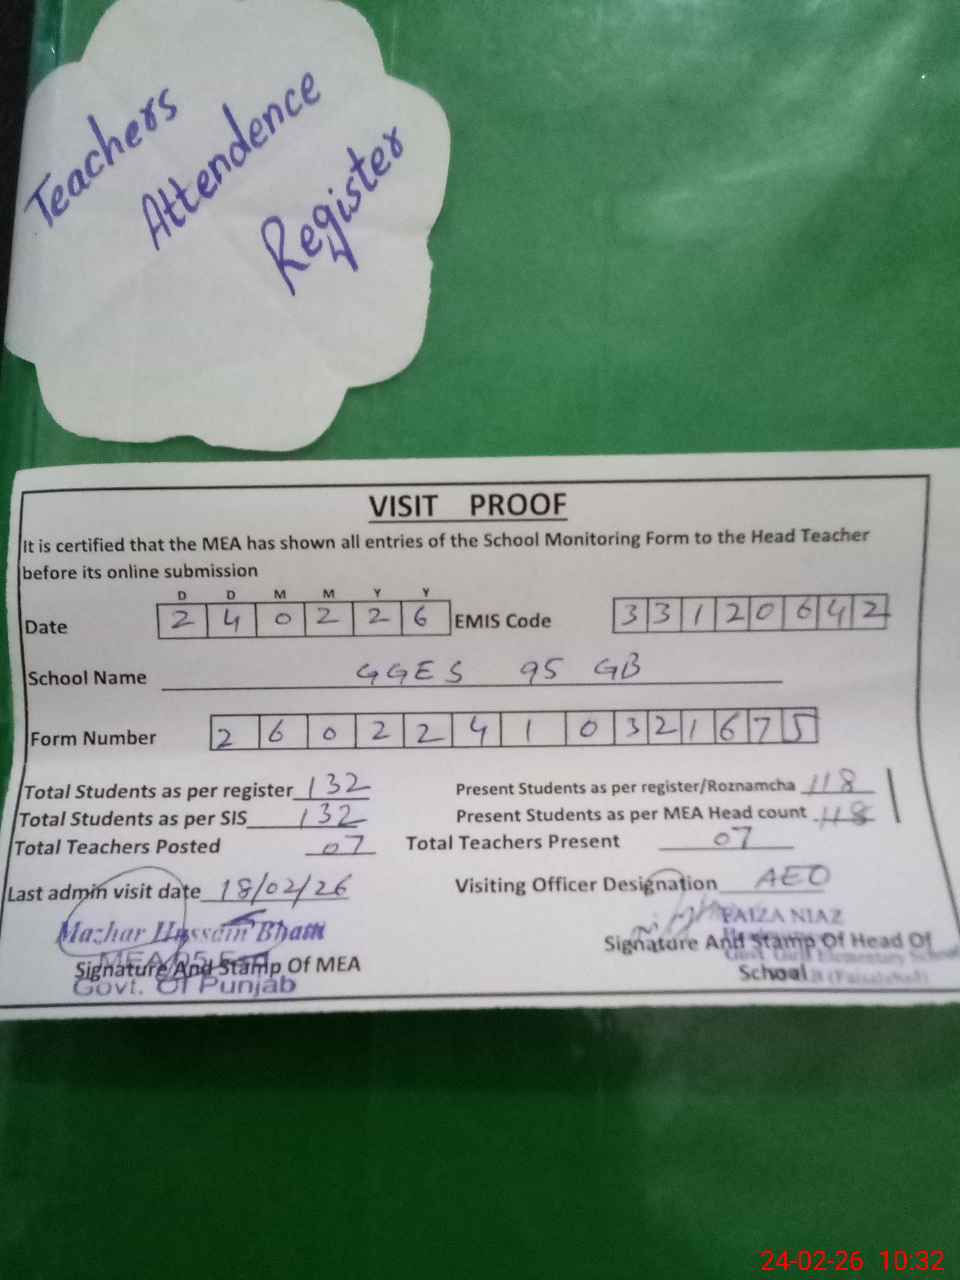 Teachers
Attendence
Register
VISIT PROOF
It is certified that the MEA has shown all entries of the School Monitoring Form to the Head Teacher
before its online submission
D D M M Y Y
Date 2 4 0 2 2 6 EMIS Code 3 3 1 2 0 6 4 2
School Name GGES 95 GB
Form Number 2 6 0 2 2 4 1 0 3 2 1 6 7 5
Total Students as per register 132 Present Students as per register/Roznamcha 118
Total Students as per SIS 132 Present Students as per MEA Head count 118
Total Teachers Posted 07 Total Teachers Present 07
Last admin visit date 18/02/26 Visiting Officer Designation AEO
Mazhar Hussain Bhatti FAIZA NIAZ
Signature And Stamp Of MEA Signature And Stamp Of Head Of
Govt. Girls Elementary School
Govt. Of Punjab School (Faisalabad)
24-02-26 10:32